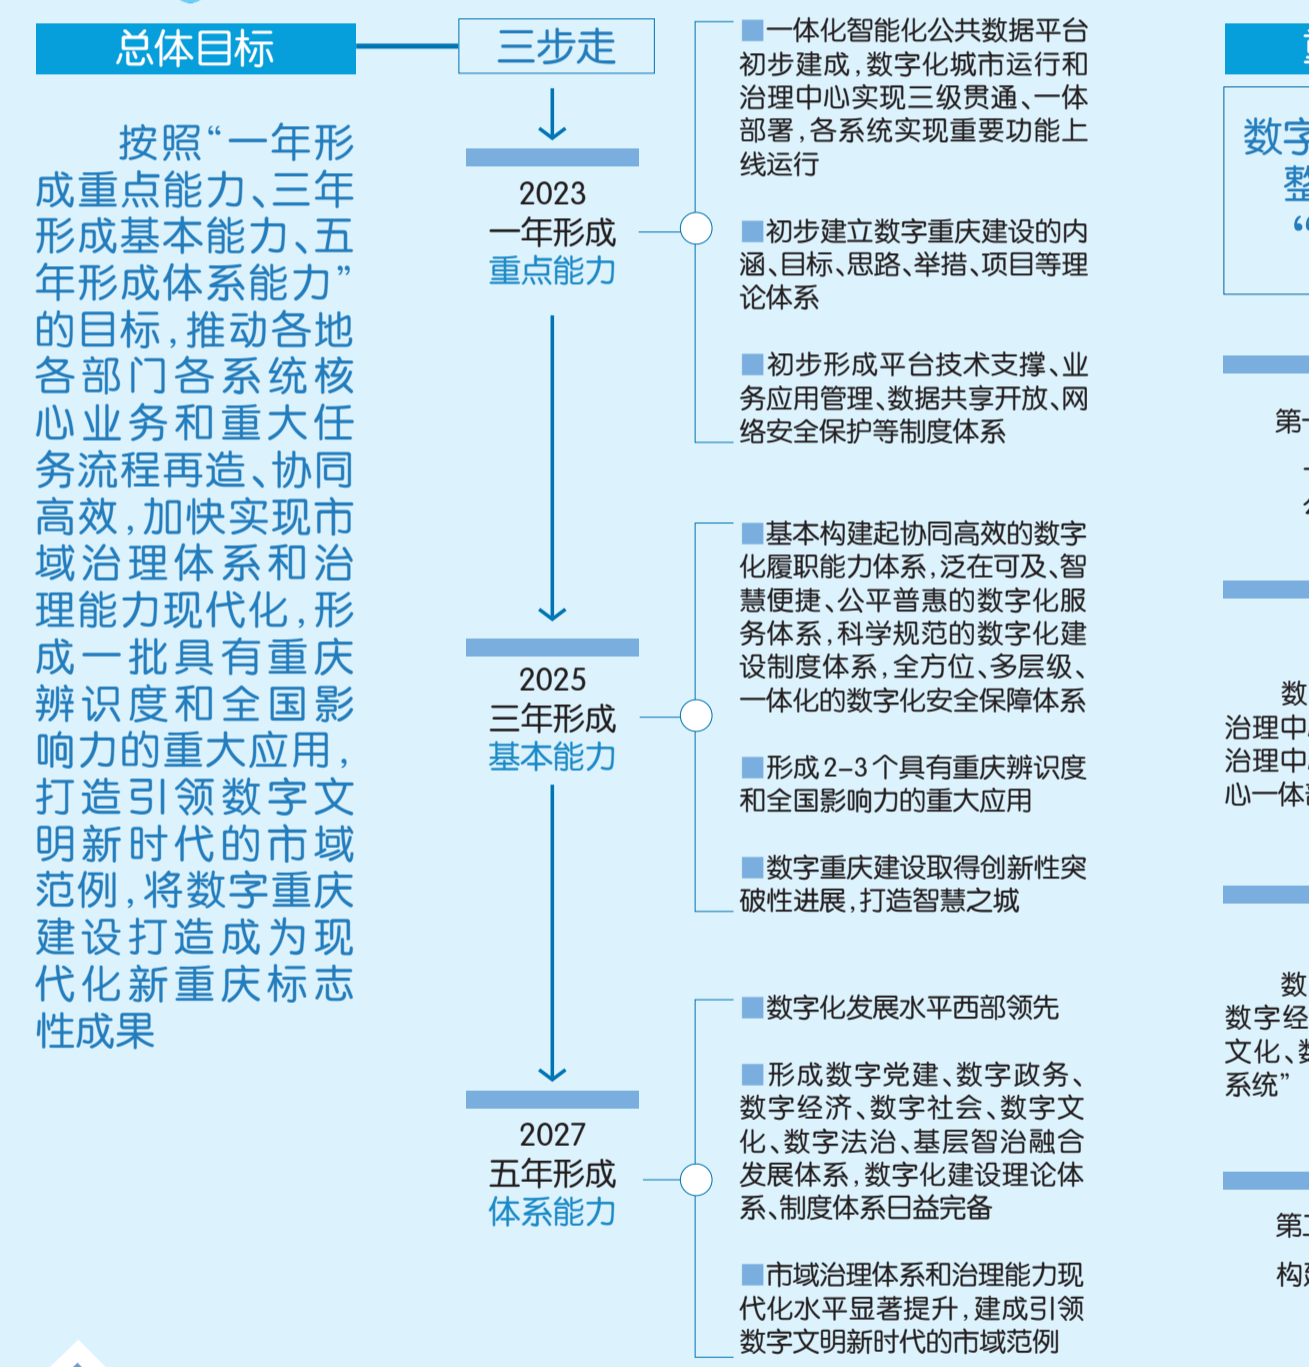 总体目标
按照“一年形
成重点能力、三年
形成基本能力、五
年形成体系能力”
的目标,推动各地
各部门各系统核
心业务和重大任
务流程再造、协同
高效,加快实现市
域治理体系和治
理能力现代化,形
成一批具有重庆
辨识度和全国影
响力的重大应用,
打造引领数字文
明新时代的市域
范例,将数字重庆
建设打造成为现
代化新重庆标志
性成果
三步走
2023
一年形成
重点能力
■一体化智能化公共数据平台
初步建成,数字化城市运行和
治理中心实现三级贯通、一体
部署,各系统实现重要功能上
线运行
■初步建立数字重庆建设的内
涵、目标、思路、举措、项目等理
论体系
■初步形成平台技术支撑、业
务应用管理、数据共享开放、网
络安全保护等制度体系
2025
三年形成
基本能力
■基本构建起协同高效的数字
化履职能力体系,泛在可及、智
慧便捷、公平普惠的数字化服
务体系,科学规范的数字化建
设制度体系,全方位、多层级、
一体化的数字化安全保障体系
■形成2-3个具有重庆辨识度
和全国影响力的重大应用
■数字重庆建设取得创新性突
破性进展,打造智慧之城
2027
五年形成
体系能力
■数字化发展水平西部领先
■形成数字党建、数字政务、
数字经济、数字社会、数字文
化、数字法治、基层智治融合
发展体系,数字化建设理论体
系、制度体系日益完备
■市域治理体系和治理能力现
代化水平显著提升,建成引领
数字文明新时代的市域范例
数字
整
“
第
数
治理中
治理中
心一体
数
数字经
文化、
系统”
第
构